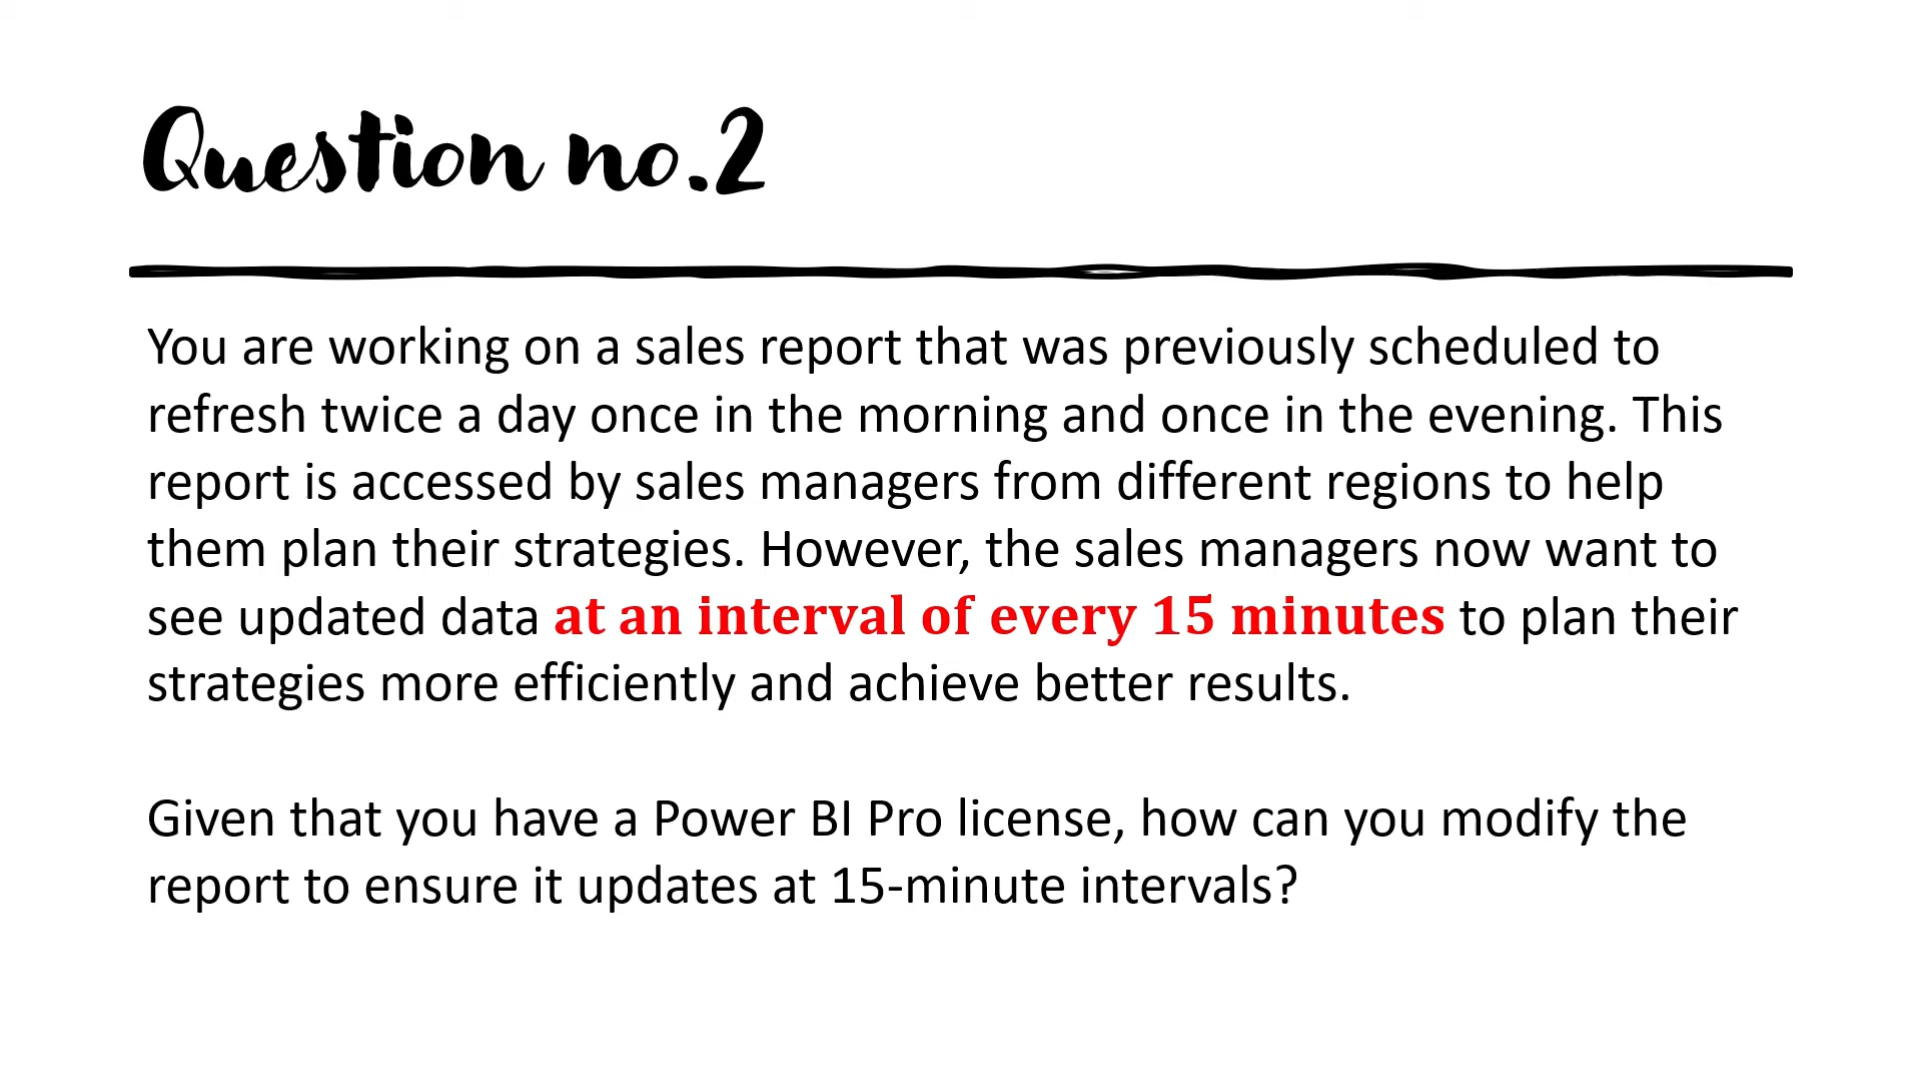 Question no.2
You are working on a sales report that was previously scheduled to
refresh twice a day once in the morning and once in the evening. This
report is accessed by sales managers from different regions to help
them plan their strategies. However, the sales managers now want to
see updated data at an interval of every 15 minutes to plan their
strategies more efficiently and achieve better results.
Given that you have a Power BI Pro license, how can you modify the
report to ensure it updates at 15-minute intervals?